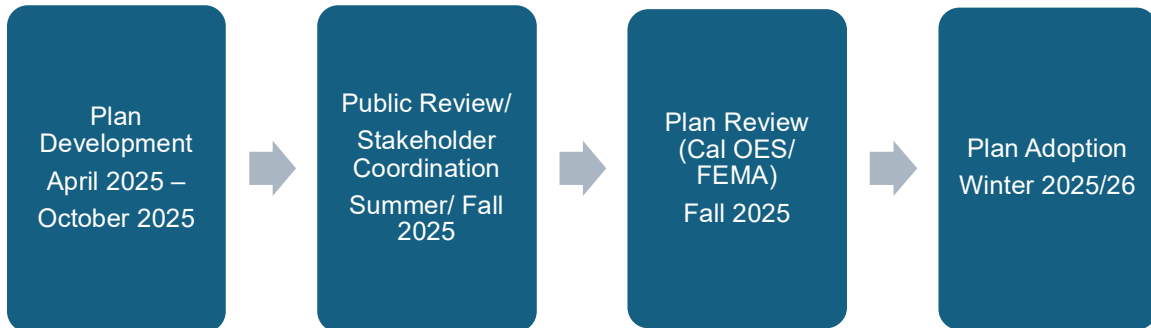 Plan
Development
April 2025 –
October 2025
Public Review/
Stakeholder
Coordination
Summer/ Fall
2025
Plan Review
(Cal OES/
FEMA)
Fall 2025
Plan Adoption
Winter 2025/26